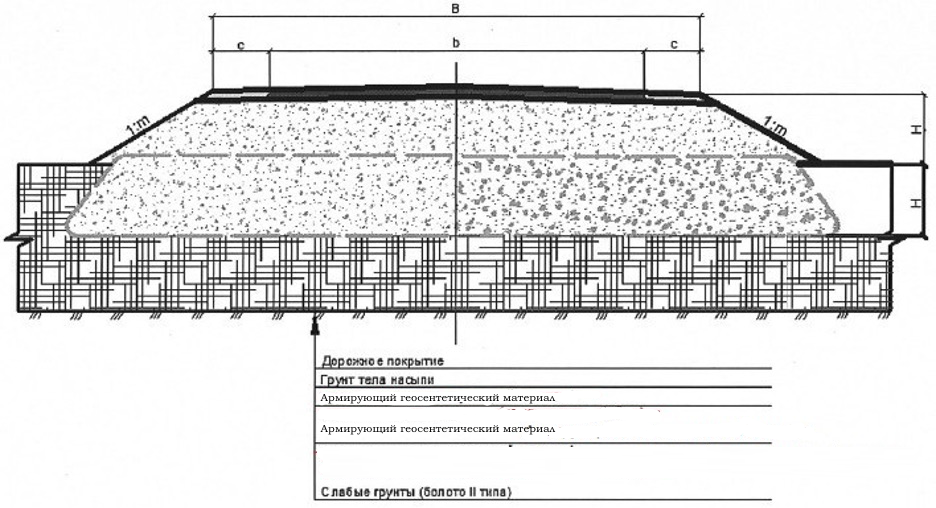 B
c
b
c
1:m
1:m
H
H
Дорожное покрытие
Грунт тела насыпи
Армирующий геосентетический материал
Армирующий геосентетический материал
Слабые грунты (болото II типа)